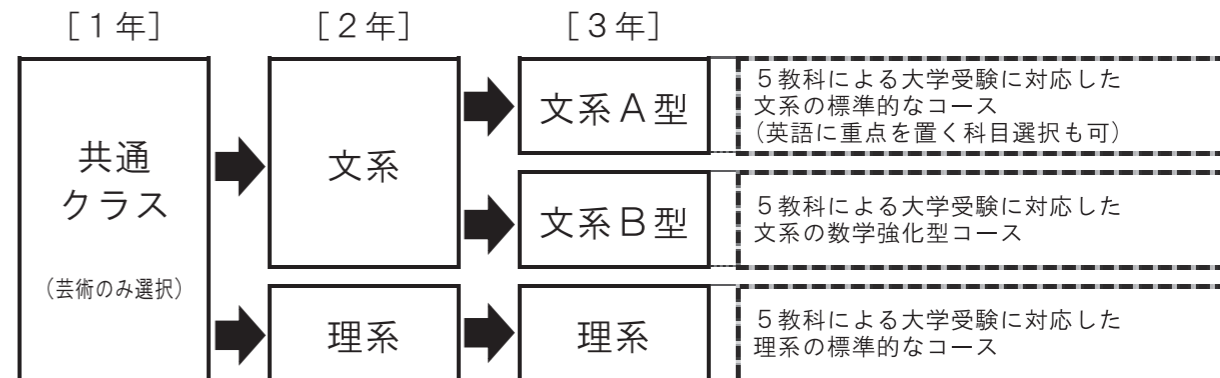 ［１年］
［２年］
［３年］
共通
クラス
（芸術のみ選択）
文系
理系
文系Ａ型
文系Ｂ型
理系
５教科による大学受験に対応した
文系の標準的なコース
（英語に重点を置く科目選択も可）
５教科による大学受験に対応した
文系の数学強化型コース
５教科による大学受験に対応した
理系の標準的なコース